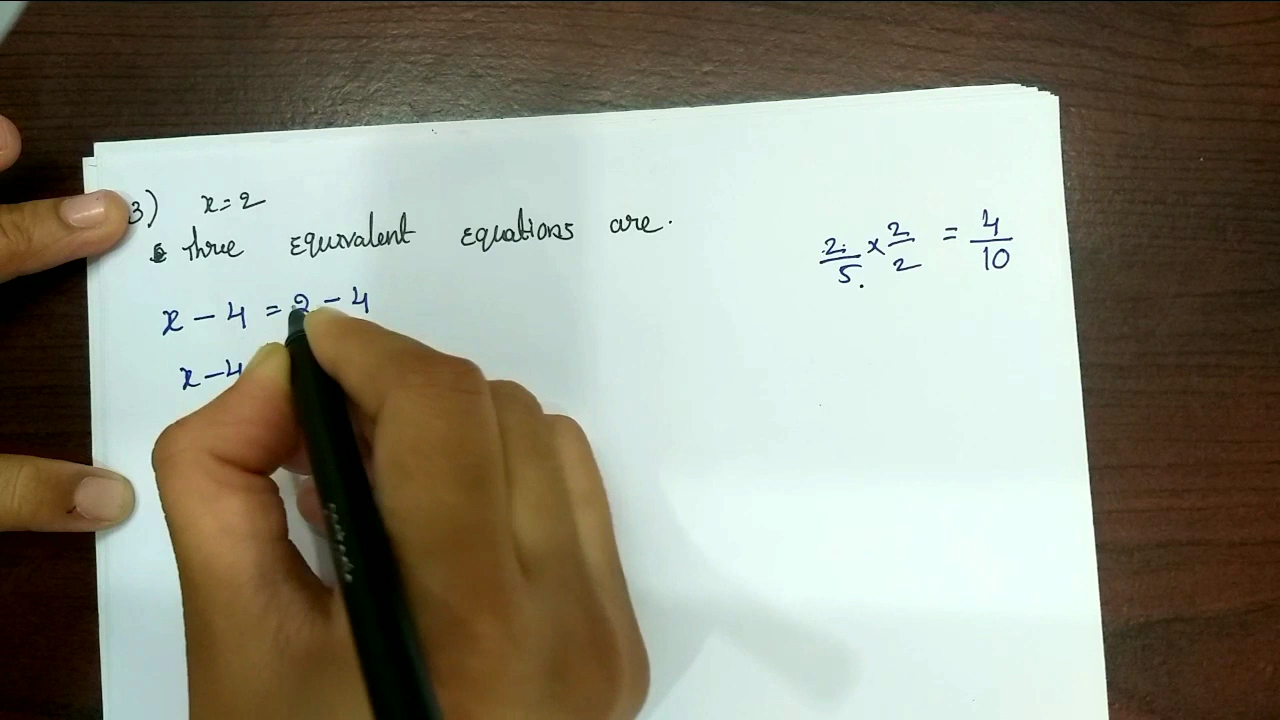 3) x = 2
three equivalent equations are.
x - 4 = 2 - 4
x - 4
2/5 × 2/2 = 4/10